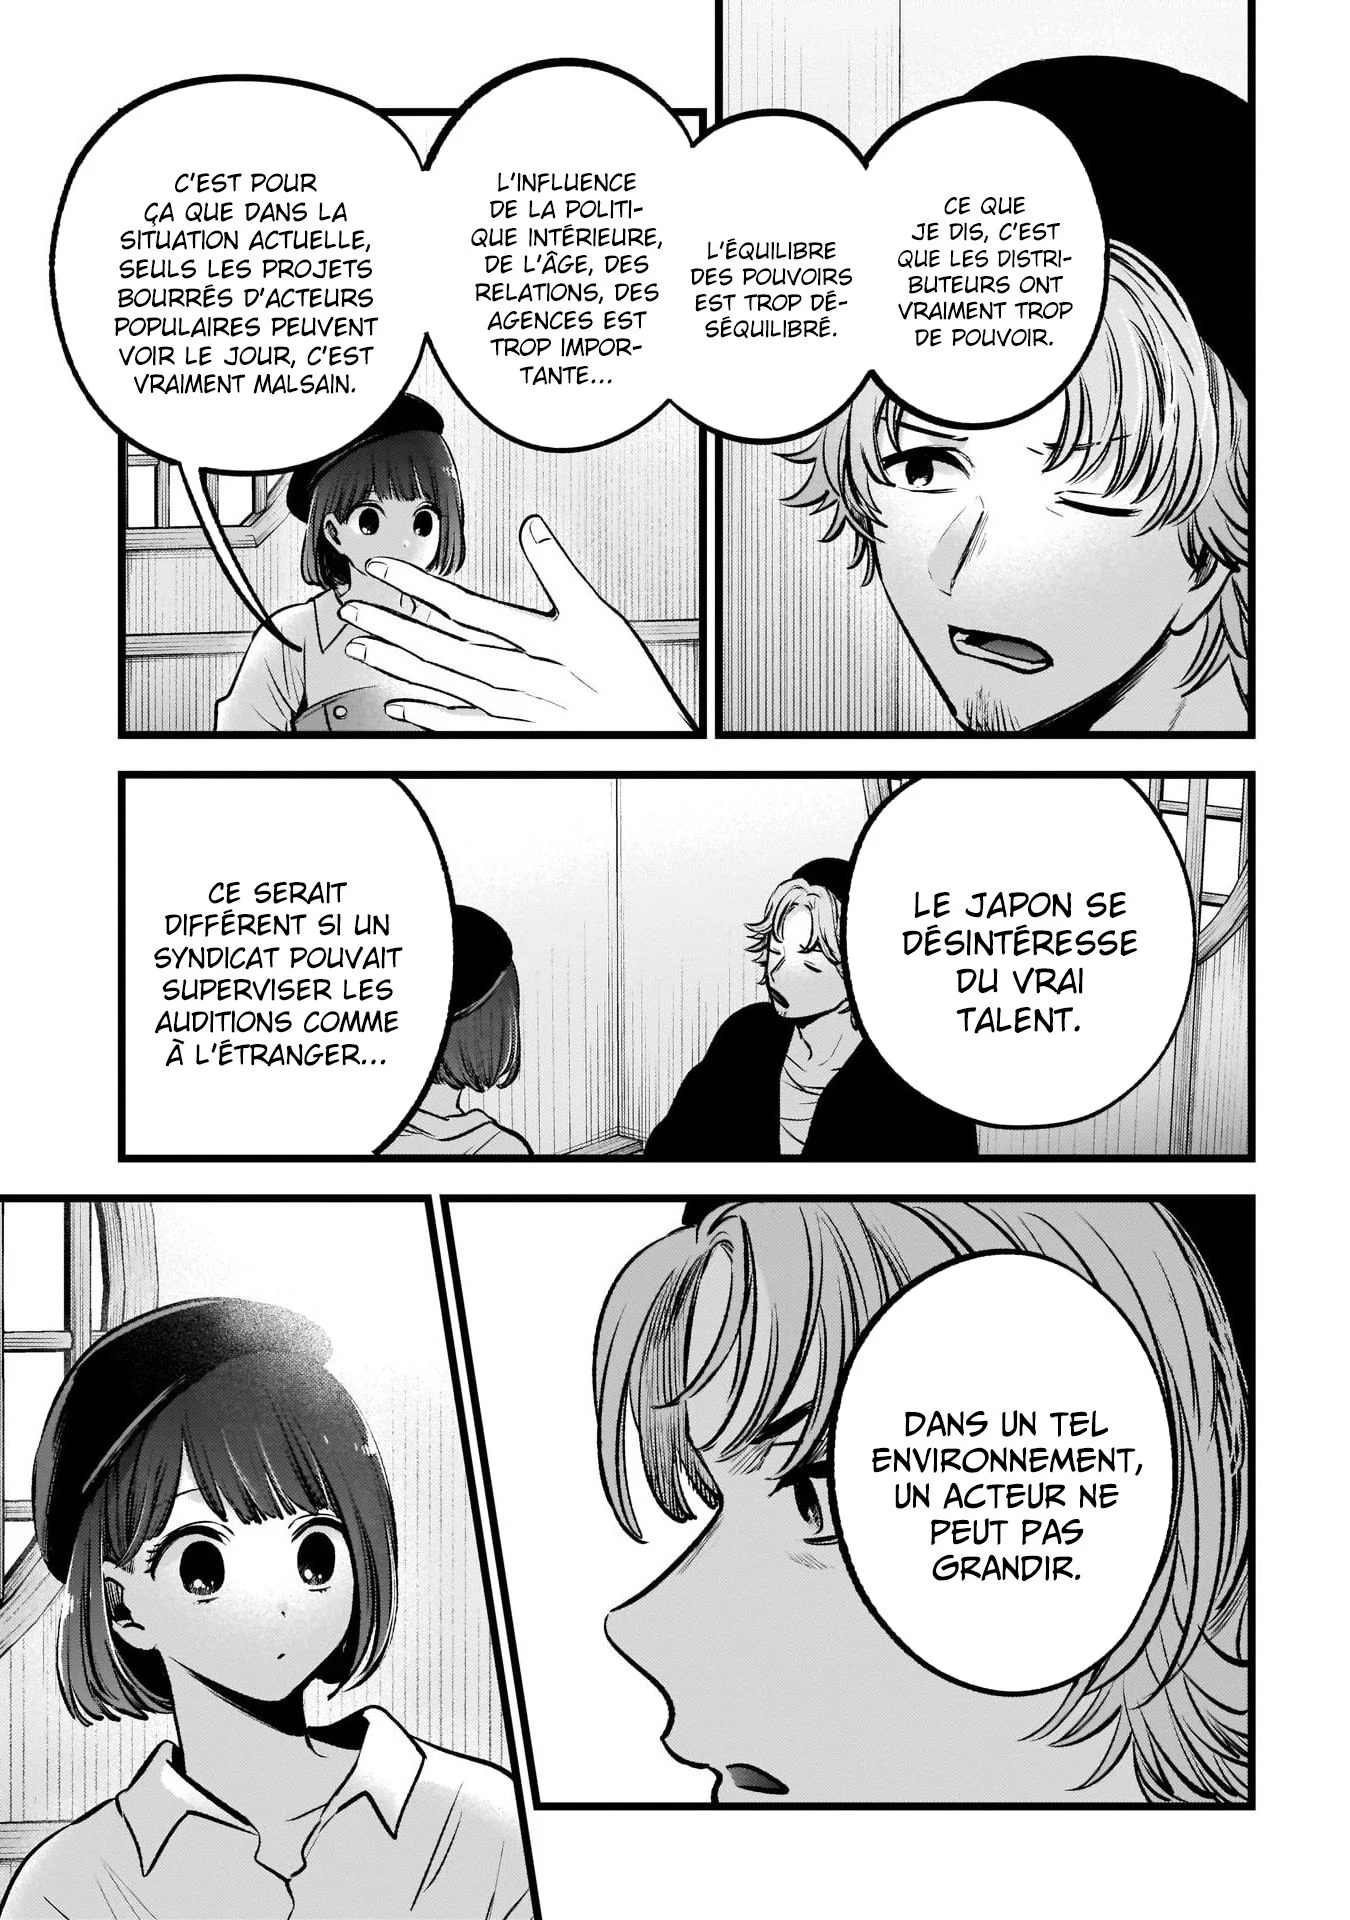 CE QUE
JE DIS, C'EST
QUE LES DISTRI-
BUTEURS ONT
VRAIMENT TROP
DE POUVOIR.
L'ÉQUILIBRE
DES POUVOIRS
EST TROP DÉ-
SÉQUILIBRÉ.
L'INFLUENCE
DE LA POLITI-
QUE INTÉRIEURE,
DE L'ÂGE, DES
RELATIONS, DES
AGENCES EST
TROP IMPOR-
TANTE...
C'EST POUR
ÇA QUE DANS LA
SITUATION ACTUELLE,
SEULS LES PROJETS
BOURRÉS D'ACTEURS
POPULAIRES PEUVENT
VOIR LE JOUR, C'EST
VRAIMENT MALSAIN.
LE JAPON SE
DÉSINTÉRESSE
DU VRAI
TALENT.
CE SERAIT
DIFFÉRENT SI UN
SYNDICAT POUVAIT
SUPERVISER LES
AUDITIONS COMME
À L'ÉTRANGER...
DANS UN TEL
ENVIRONNEMENT,
UN ACTEUR NE
PEUT PAS
GRANDIR.